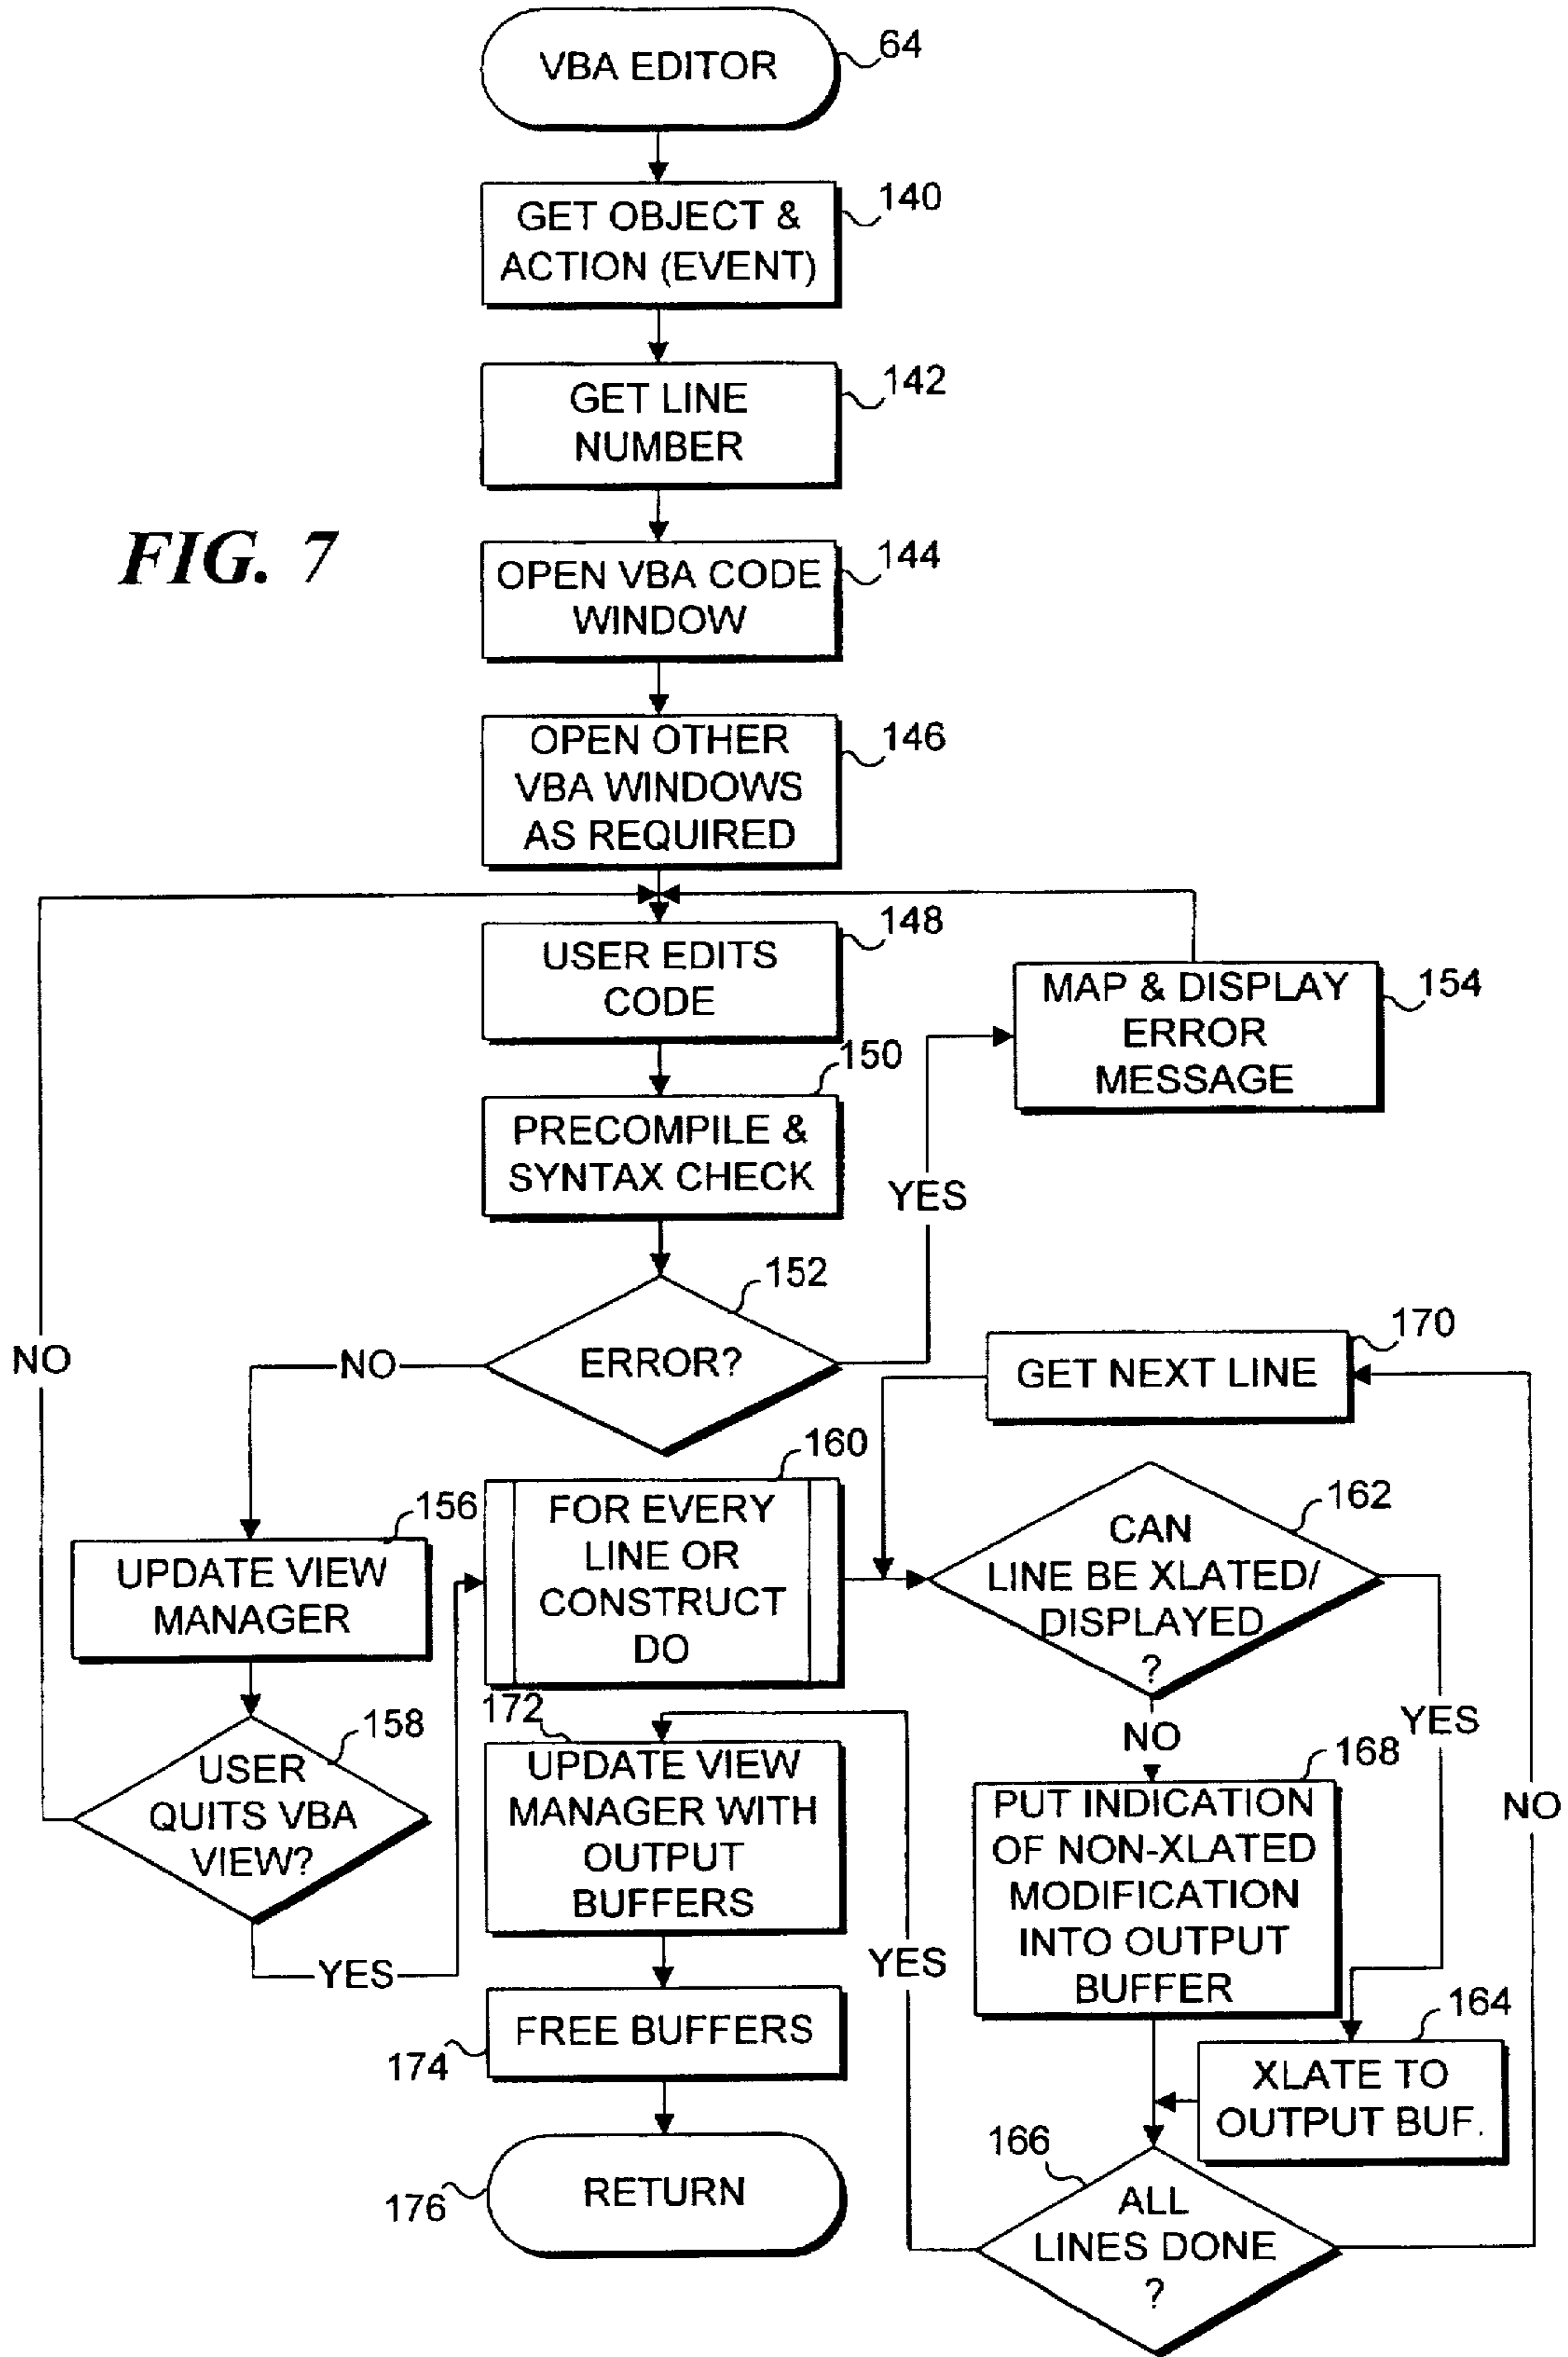 VBA EDITOR
64
GET OBJECT &
ACTION (EVENT)
140
GET LINE
NUMBER
142
FIG. 7
OPEN VBA CODE
WINDOW
144
OPEN OTHER
VBA WINDOWS
AS REQUIRED
146
USER EDITS
CODE
148
MAP & DISPLAY
ERROR
MESSAGE
154
PRECOMPILE &
SYNTAX CHECK
150
YES
ERROR?
152
NO
NO
GET NEXT LINE
170
UPDATE VIEW
MANAGER
156
FOR EVERY
LINE OR
CONSTRUCT
DO
160
CAN
LINE BE XLATED/
DISPLAYED
?
162
USER
QUITS VBA
VIEW?
158
YES
NO
YES
NO
UPDATE VIEW
MANAGER WITH
OUTPUT
BUFFERS
172
PUT INDICATION
OF NON-XLATED
MODIFICATION
INTO OUTPUT
BUFFER
168
YES
FREE BUFFERS
174
XLATE TO
OUTPUT BUF.
164
RETURN
176
ALL
LINES DONE
?
166